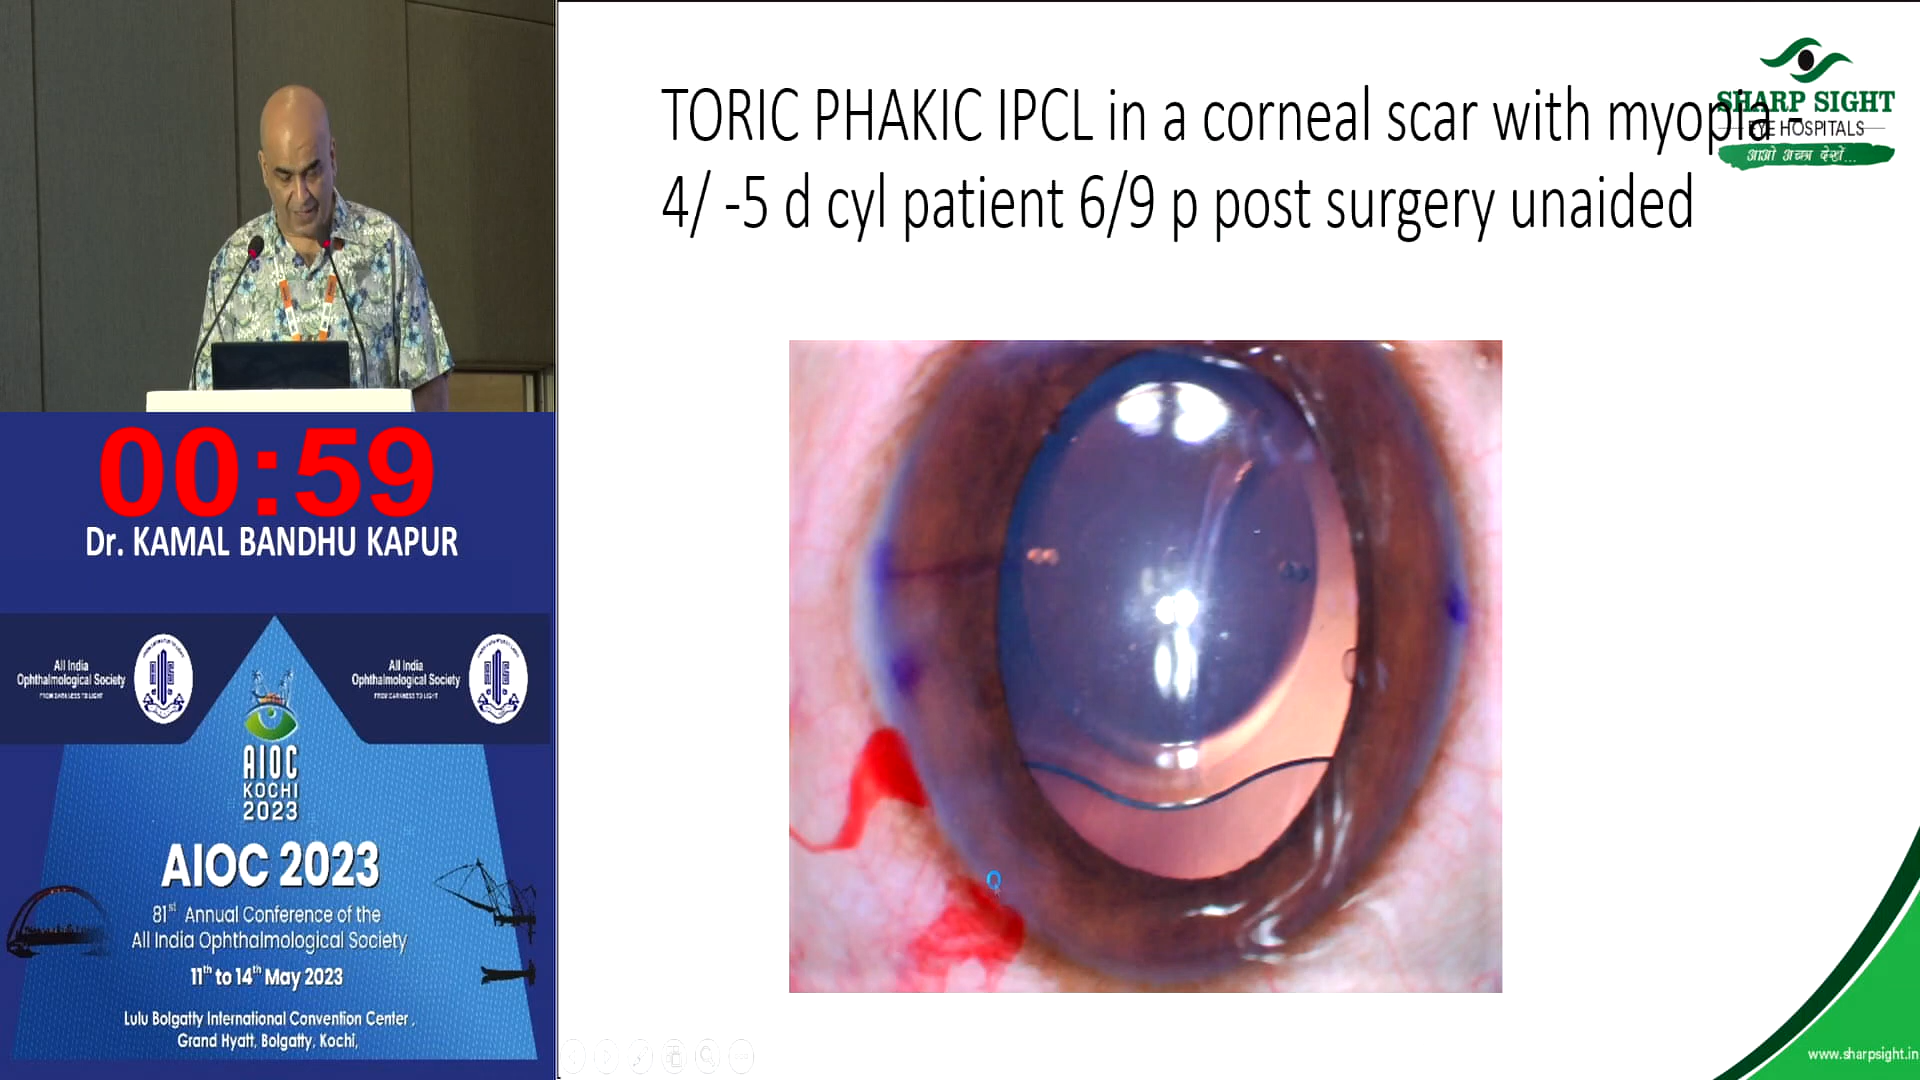 00:59
Dr. KAMAL BANDHU KAPUR
All India
Ophthalmological Society
FROM DARKNESS TO LIGHT
All India
Ophthalmological Society
FROM DARKNESS TO LIGHT
AIOC
KOCHI
2023
AIOC 2023
81st Annual Conference of the
All India Ophthalmological Society
11th to 14th May 2023
Lulu Bolgatty International Convention Center,
Grand Hyatt, Bolgatty, Kochi,
TORIC PHAKIC IPCL in a corneal scar with myopia -
4/ -5 d cyl patient 6/9 p post surgery unaided
SHARP SIGHT
EYE HOSPITALS
आओ अच्छा देखें...
www.sharpsight.in